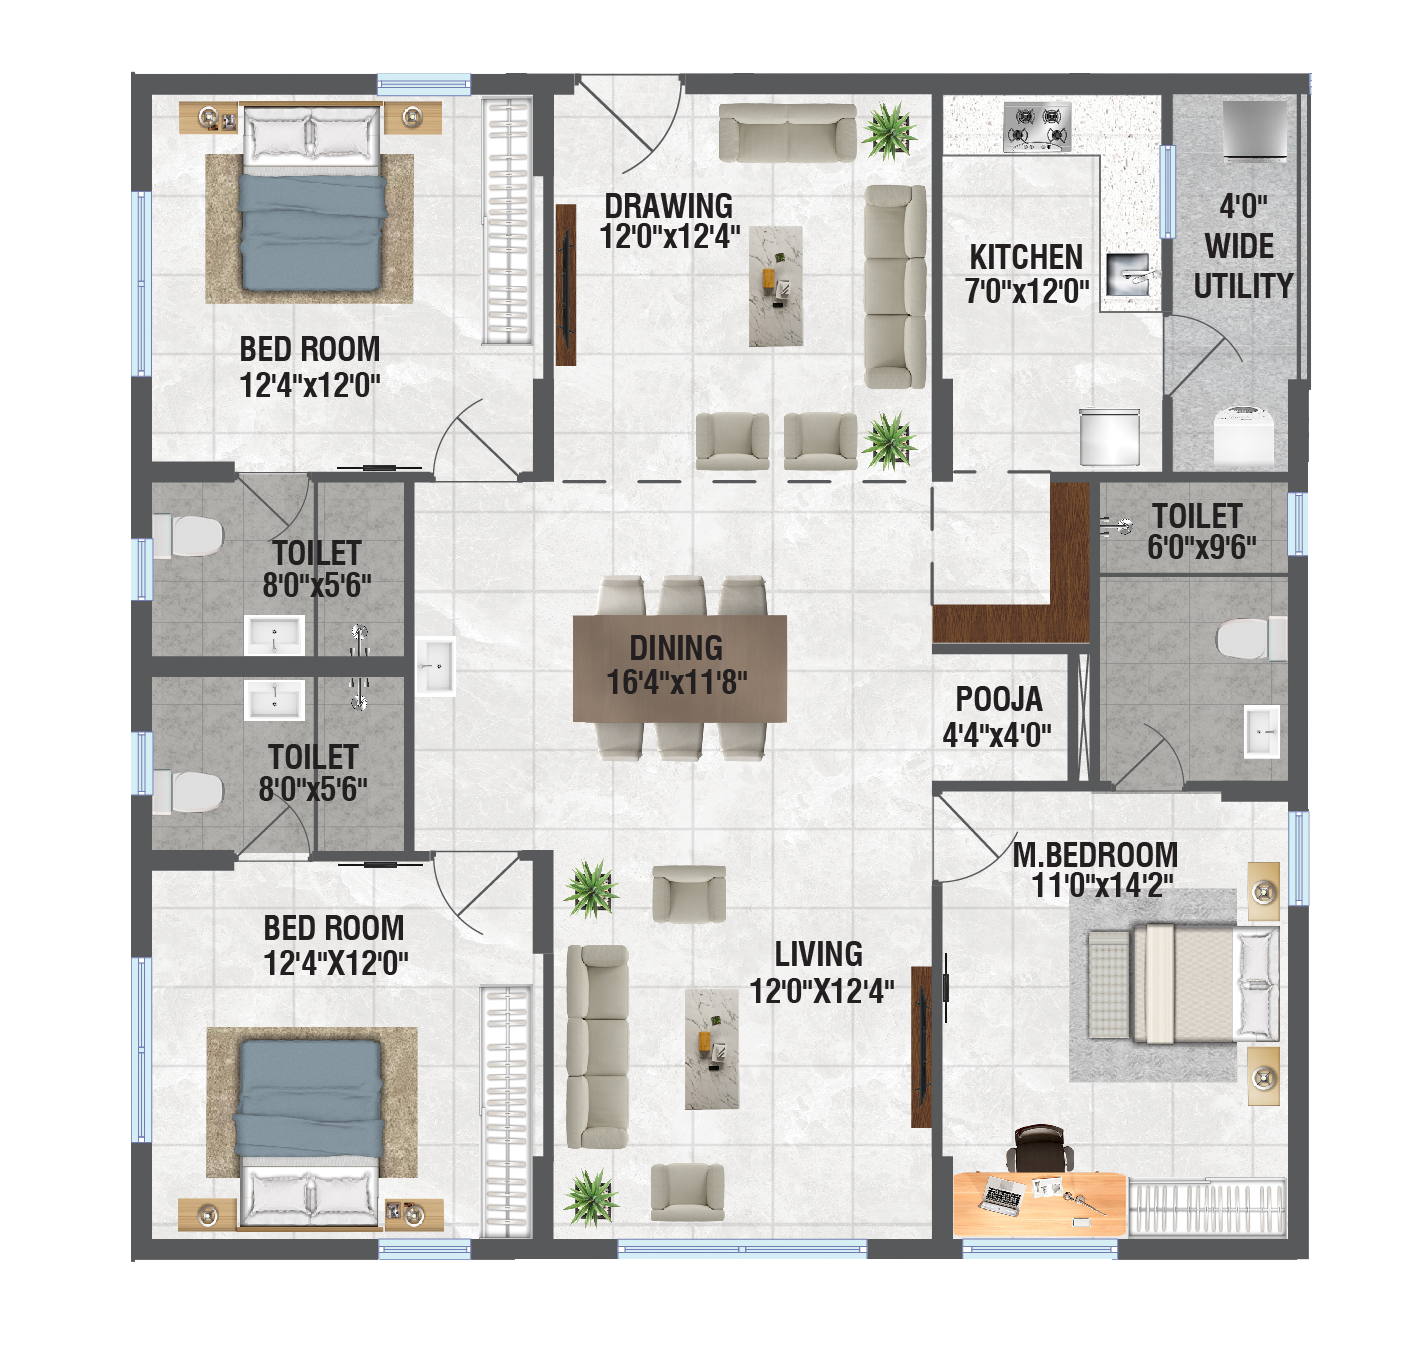 DRAWING
12'0"x12'4"
4'0"
WIDE
UTILITY
KITCHEN
7'0"x12'0"
BED ROOM
12'4"x12'0"
TOILET
6'0"x9'6"
TOILET
8'0"x5'6"
DINING
16'4"x11'8"
POOJA
4'4"x4'0"
TOILET
8'0"x5'6"
M.BEDROOM
11'0"x14'2"
BED ROOM
12'4"X12'0"
LIVING
12'0"X12'4"